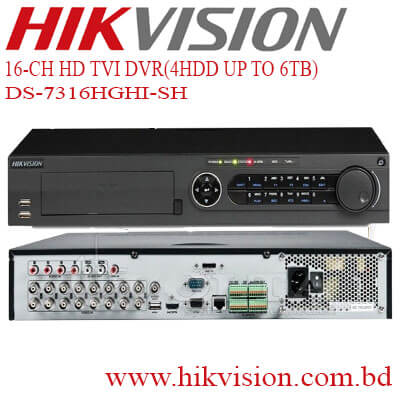 HIKVISION
16-CH HD TVI DVR(4HDD UP TO 6TB)
DS-7316HGHI-SH
HIKVISION
www.hikvision.com.bd